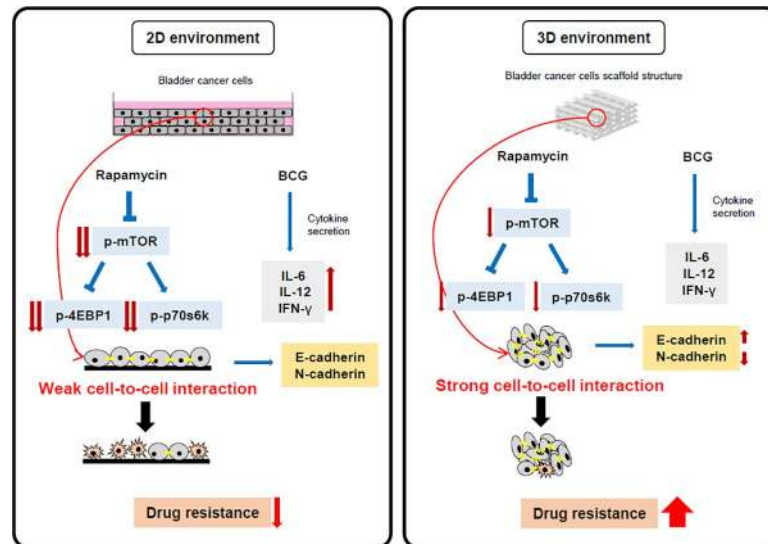 2D environment
Bladder cancer cells
Rapamycin
BCG
Cytokine
secretion
p-mTOR
IL-6
IL-12
IFN-γ
p-4EBP1
p-p70s6k
E-cadherin
N-cadherin
Weak cell-to-cell interaction
Drug resistance
3D environment
Bladder cancer cells scaffold structure
Rapamycin
BCG
Cytokine
secretion
p-mTOR
IL-6
IL-12
IFN-γ
p-4EBP1
p-p70s6k
E-cadherin
N-cadherin
Strong cell-to-cell interaction
Drug resistance